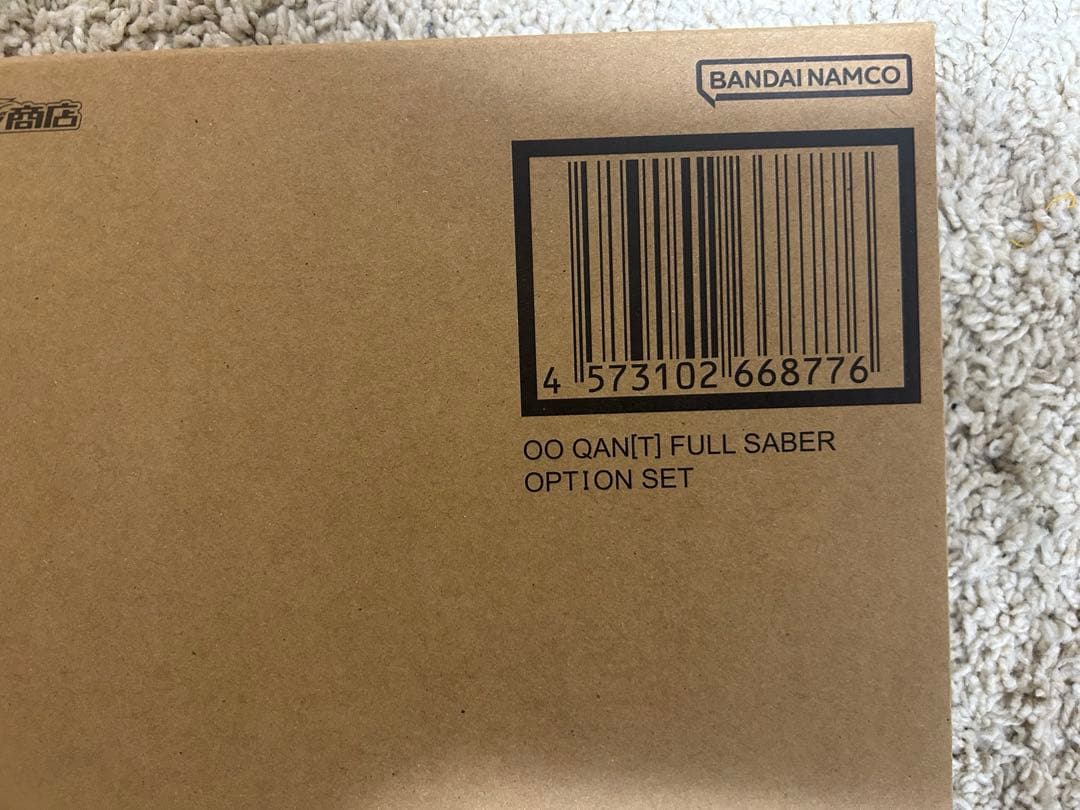 BANDAI NAMCO
商店
4 573102 668776
OO QAN[T] FULL SABER
OPTION SET